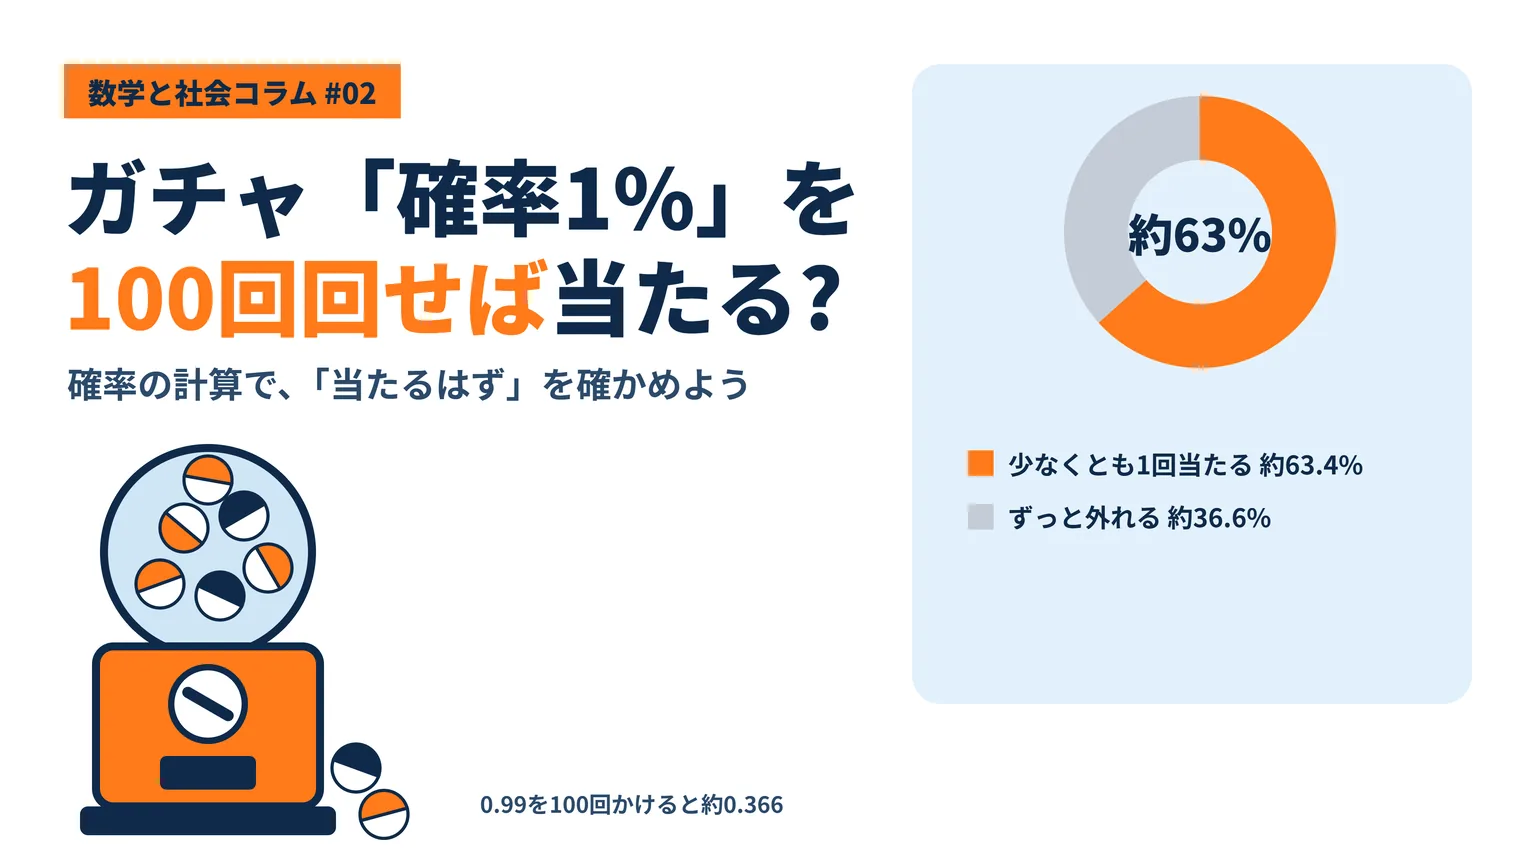 数学と社会コラム #02
ガチャ「確率1%」を
100回回せば当たる?
確率の計算で、「当たるはず」を確かめよう
約63%
少なくとも1回当たる 約63.4%
ずっと外れる 約36.6%
0.99を100回かけると約0.366